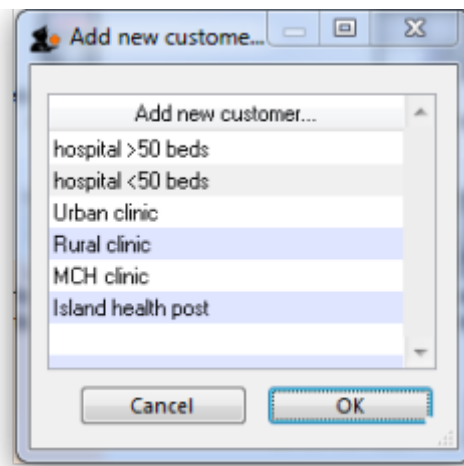 Add new custome...
Add new customer...
hospital >50 beds
hospital <50 beds
Urban clinic
Rural clinic
MCH clinic
Island health post
Cancel
OK